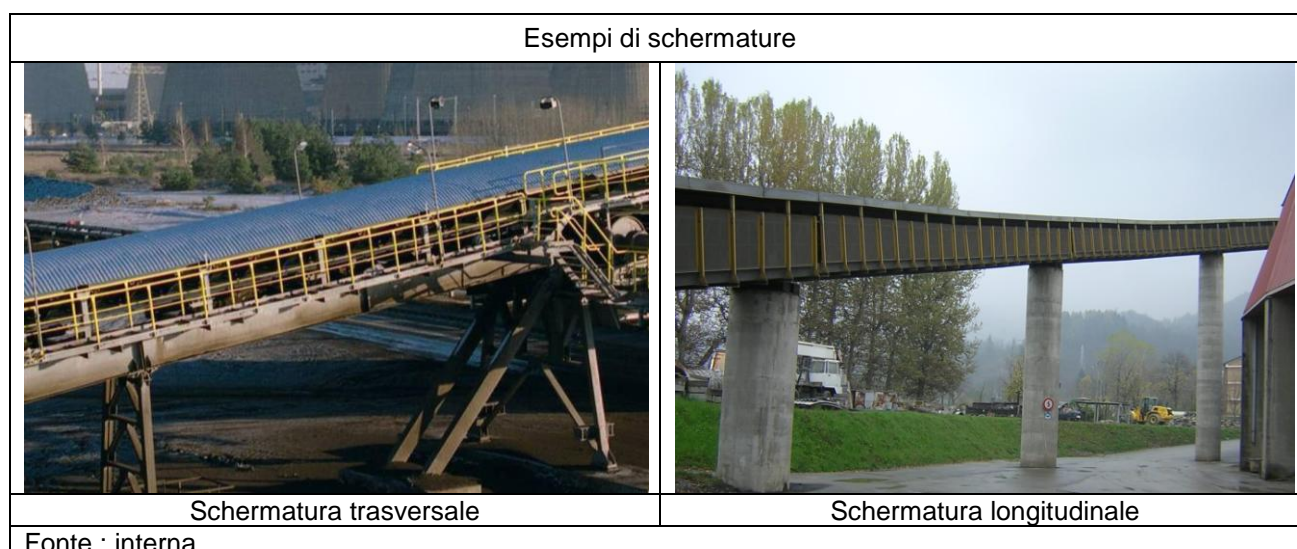 Esempi di schermature
Schermatura trasversale
Schermatura longitudinale
Fonte : interna